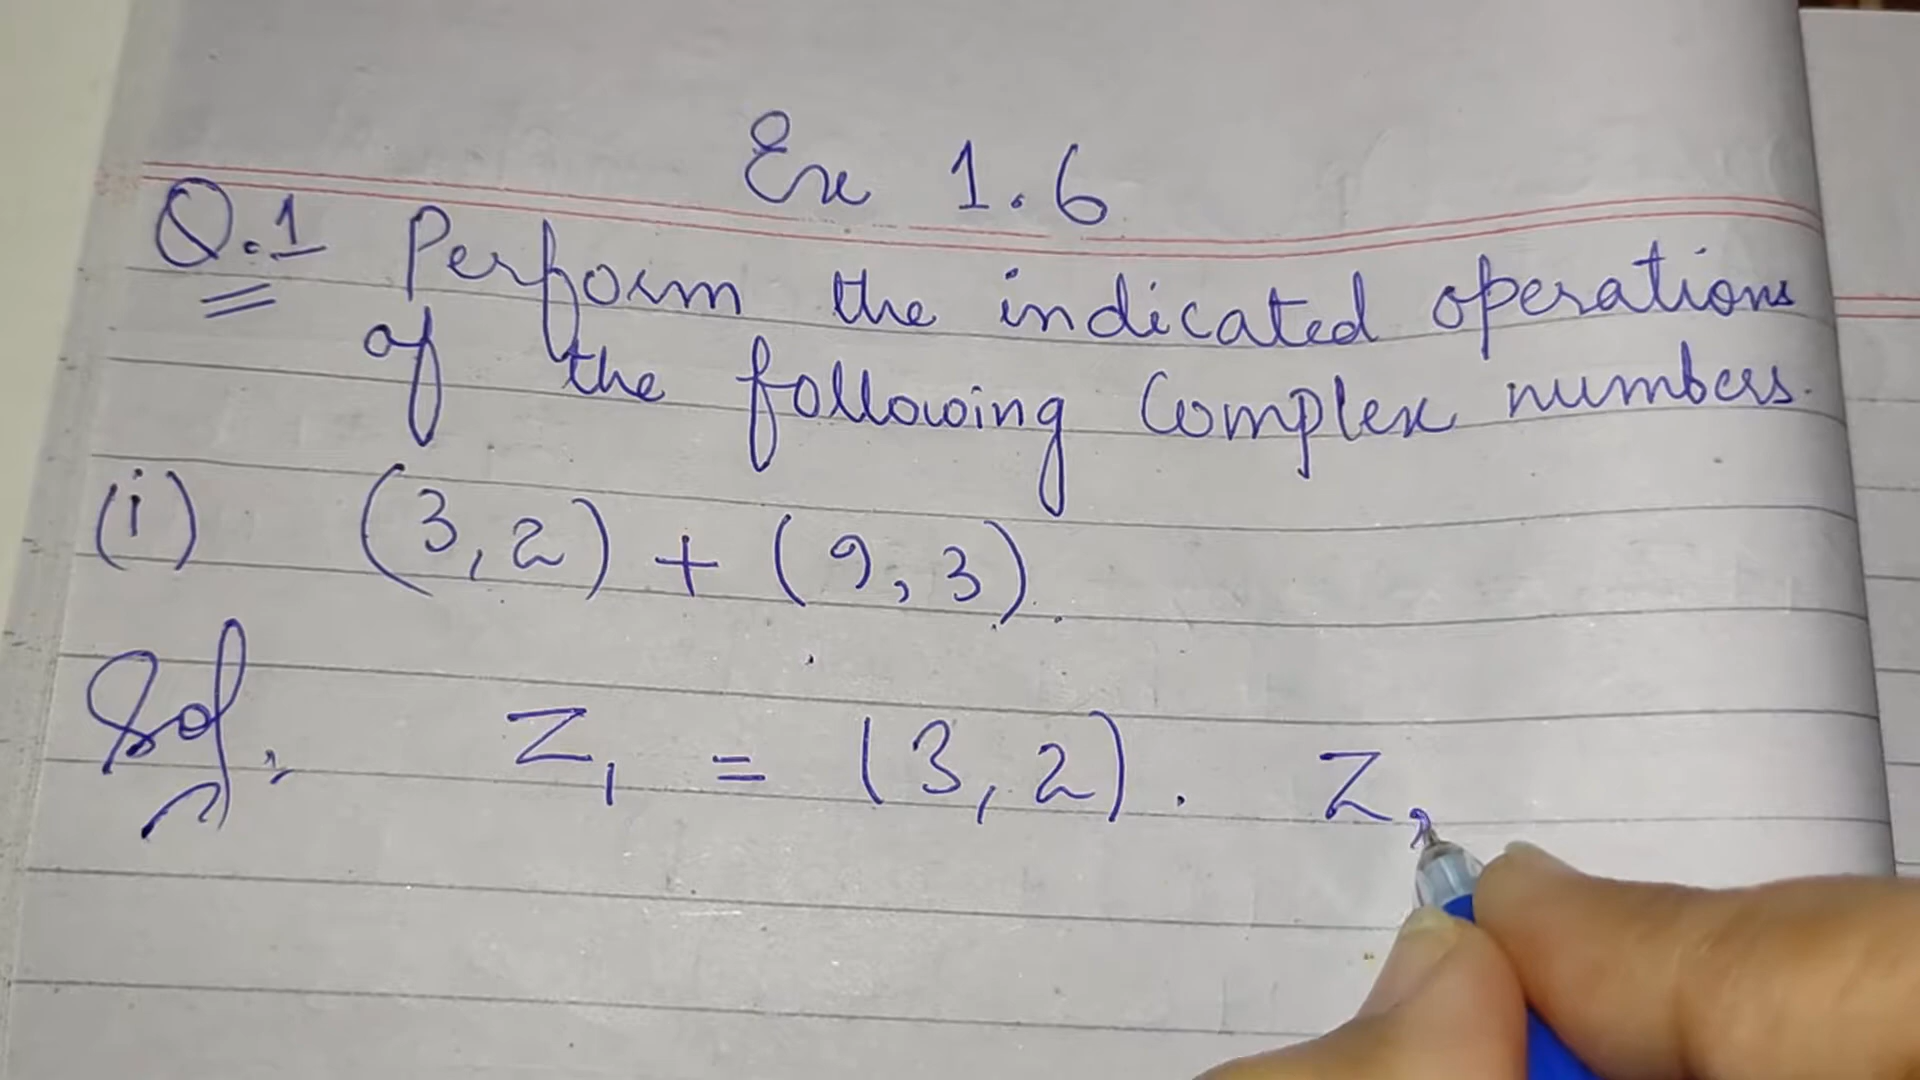 Ex 1.6
Q.1 Perform the indicated operations
of the following Complex numbers.
(i) (3,2) + (9,3).
Sol: Z₁ = (3,2). Z₂